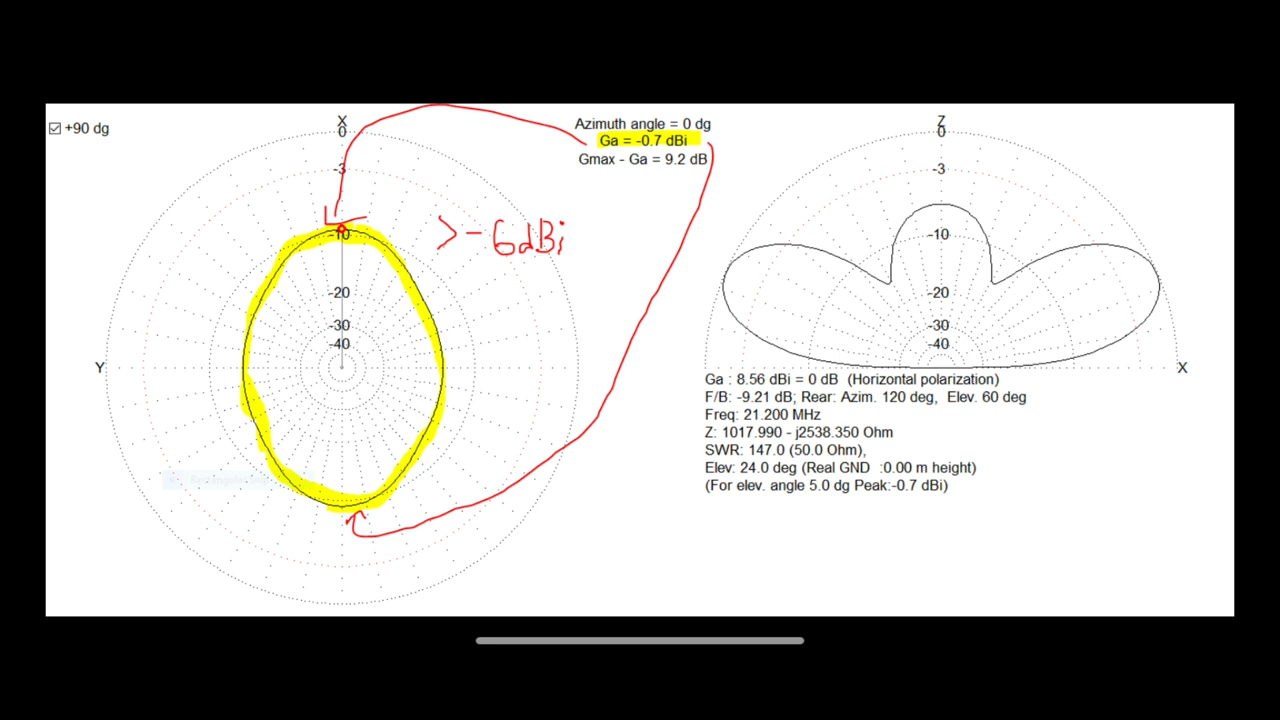 +90 dg
X
0
-3
-10
-20
-30
-40
Y
> -6dBi
Azimuth angle = 0 dg
Ga = -0.7 dBi
Gmax - Ga = 9.2 dB
Z
0
-3
-10
-20
-30
-40
X
Ga : 8.56 dBi = 0 dB (Horizontal polarization)
F/B: -9.21 dB; Rear: Azim. 120 deg, Elev. 60 deg
Freq: 21.200 MHz
Z: 1017.990 - j2538.350 Ohm
SWR: 147.0 (50.0 Ohm),
Elev: 24.0 deg (Real GND :0.00 m height)
(For elev. angle 5.0 dg Peak:-0.7 dBi)